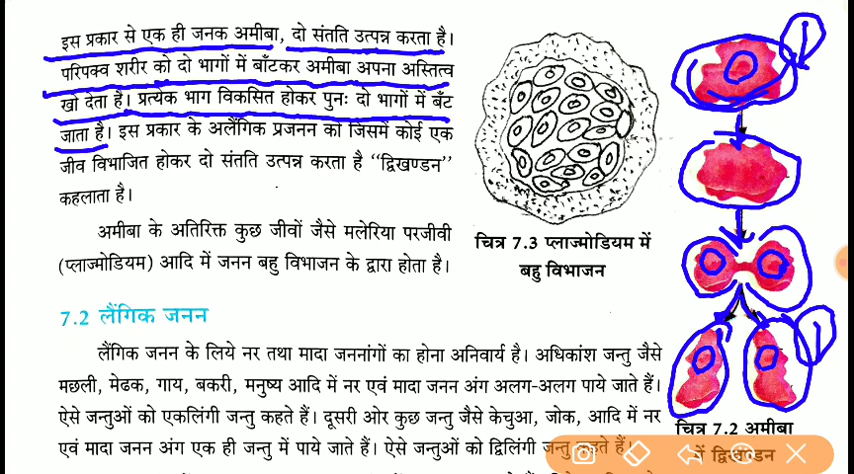 इस प्रकार से एक ही जनक अमीबा, दो संतति उत्पन्न करता है।
परिपक्व शरीर को दो भागों में बाँटकर अमीबा अपना अस्तित्व
खो देता है। प्रत्येक भाग विकसित होकर पुनः दो भागों में बँट
जाता है। इस प्रकार के अलैंगिक प्रजनन को जिसमें कोई एक
जीव विभाजित होकर दो संतति उत्पन्न करता है “द्विखण्डन”
कहलाता है।
अमीबा के अतिरिक्त कुछ जीवों जैसे मलेरिया परजीवी
(प्लाज्मोडियम) आदि में जनन बहु विभाजन के द्वारा होता है।
चित्र 7.3 प्लाज्मोडियम में
बहु विभाजन
7.2 लैंगिक जनन
लैंगिक जनन के लिये नर तथा मादा जननांगों का होना अनिवार्य है। अधिकांश जन्तु जैसे
मछली, मेढक, गाय, बकरी, मनुष्य आदि में नर एवं मादा जनन अंग अलग-अलग पाये जाते हैं।
ऐसे जन्तुओं को एकलिंगी जन्तु कहते हैं। दूसरी ओर कुछ जन्तु जैसे केचुआ, जोक, आदि में नर
एवं मादा जनन अंग एक ही जन्तु में पाये जाते हैं। ऐसे जन्तुओं को द्विलिंगी जन्तु कहते हैं।
चित्र 7.2 अमीबा
में द्विखण्डन